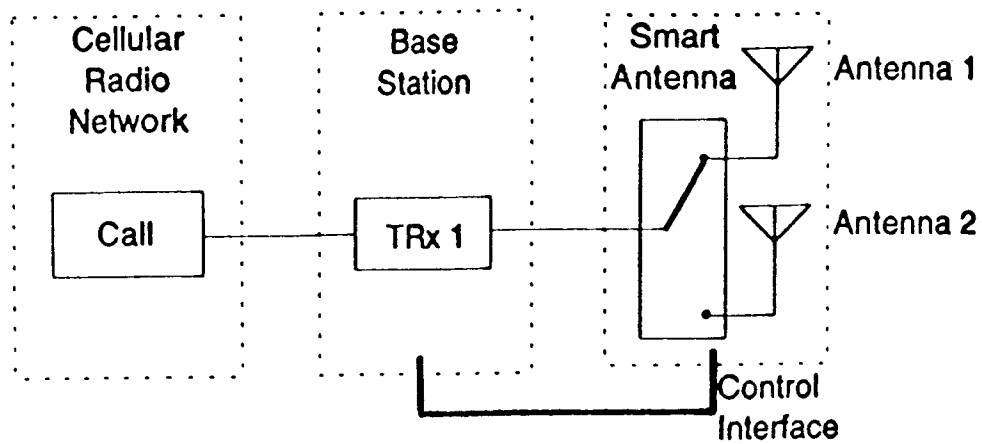 Cellular
Radio
Network
Call
Base
Station
TRx 1
Smart
Antenna
Antenna 1
Antenna 2
Control
Interface